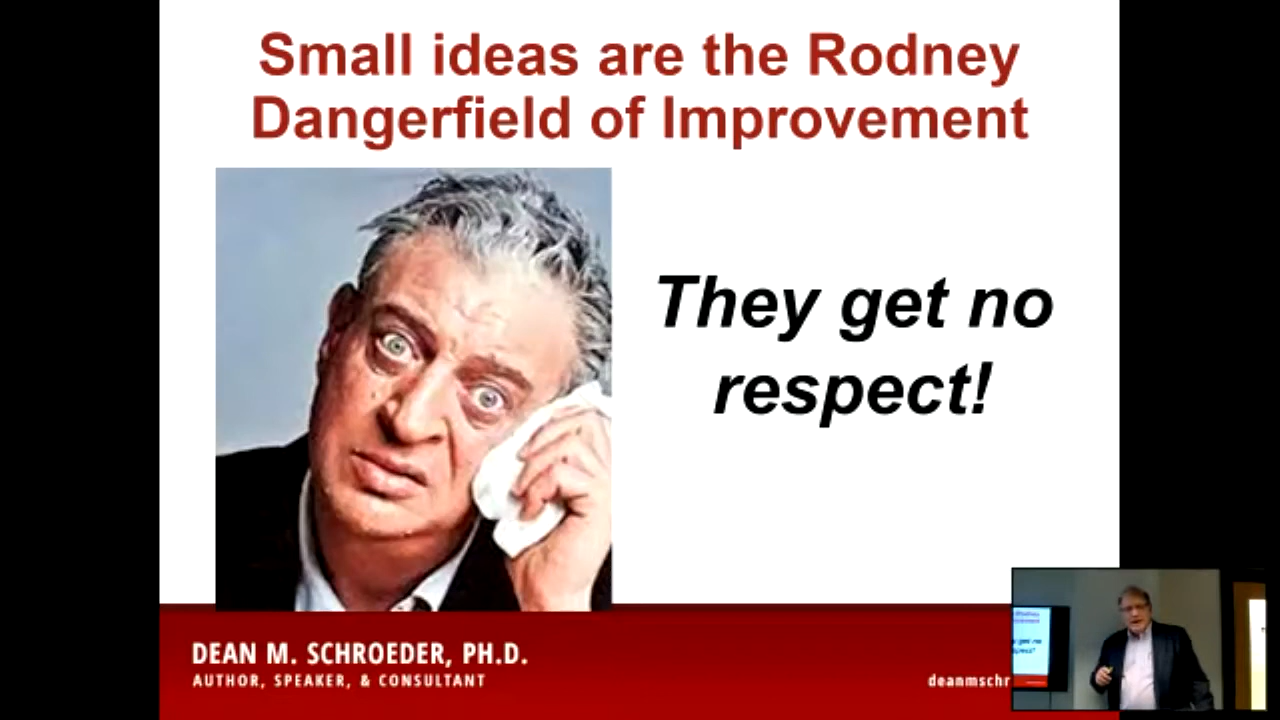 Small ideas are the Rodney
Dangerfield of Improvement
They get no
respect!
DEAN M. SCHROEDER, PH.D.
AUTHOR, SPEAKER, & CONSULTANT
deanmschr